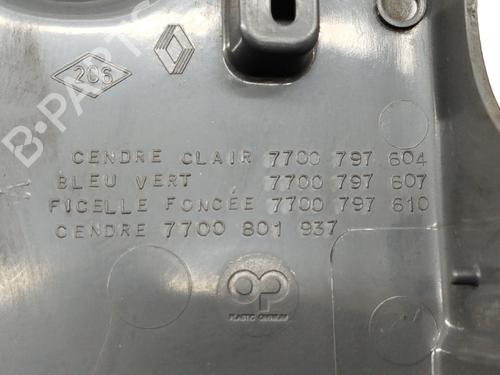 206
B-PARTS
CENDRE CLAIR 7700 797 604
BLEU VERT 7700 797 607
FICELLE FONCÉE 7700 797 610
CENDRE 7700 801 937
OP
PLASTIC OMNIUM